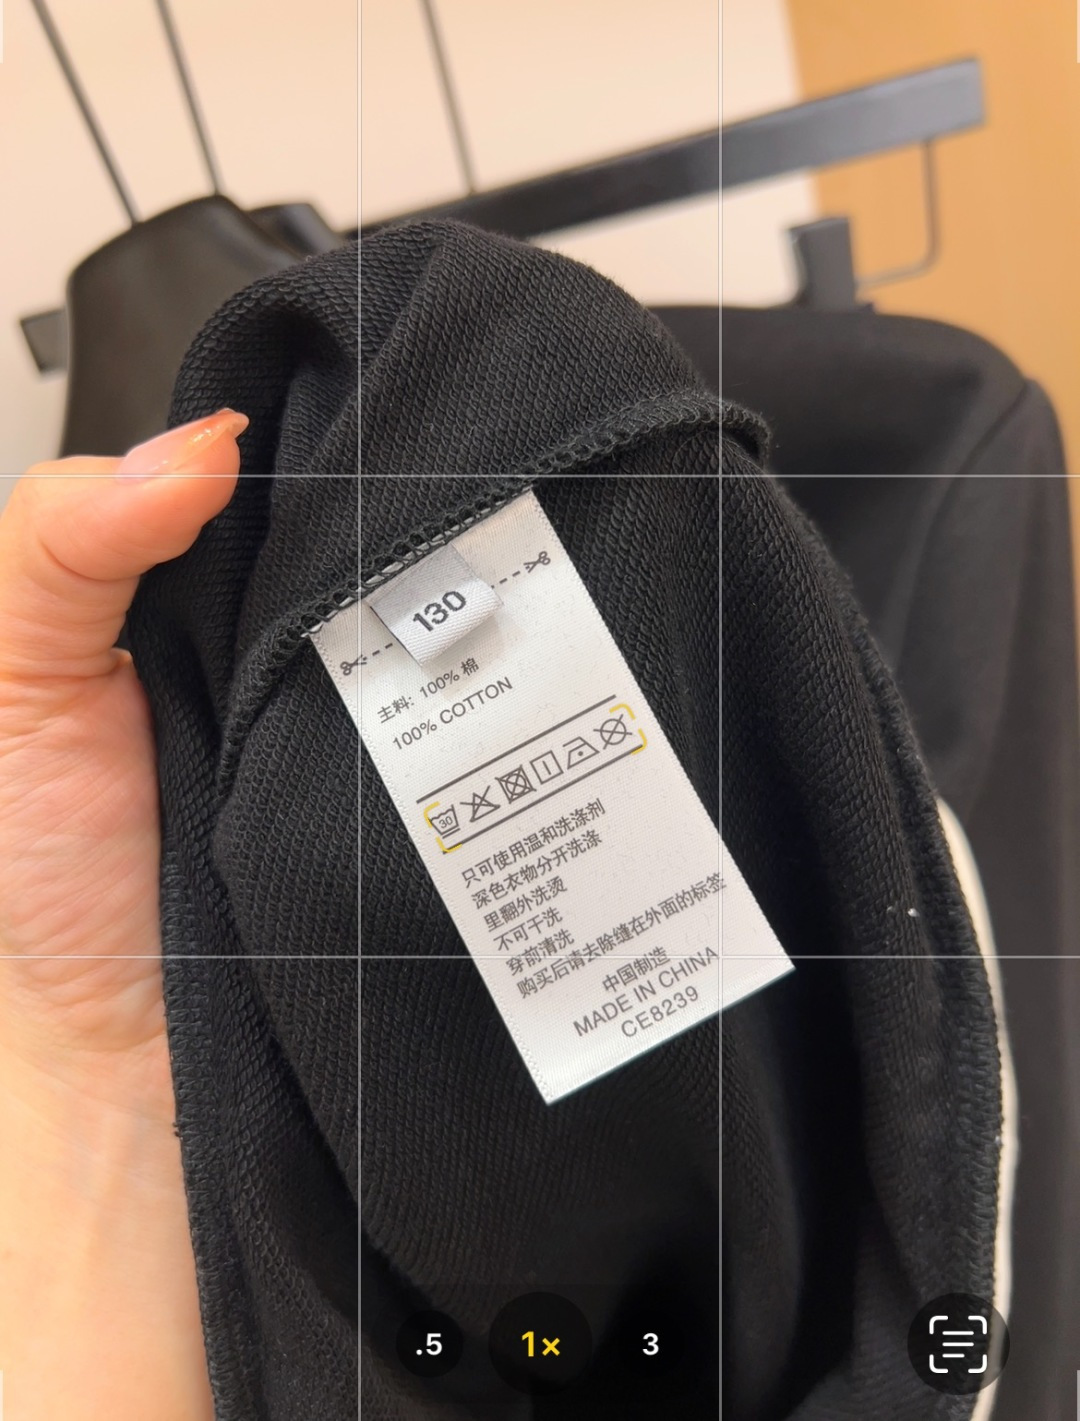 130
主料: 100% 棉
100% COTTON
30
只可使用温和洗涤剂
深色衣物分开洗涤
里翻外洗烫
不可干洗
穿前清洗
购买后请去除缝在外面的标签
中国制造
MADE IN CHINA
CE8239
.5
1×
3